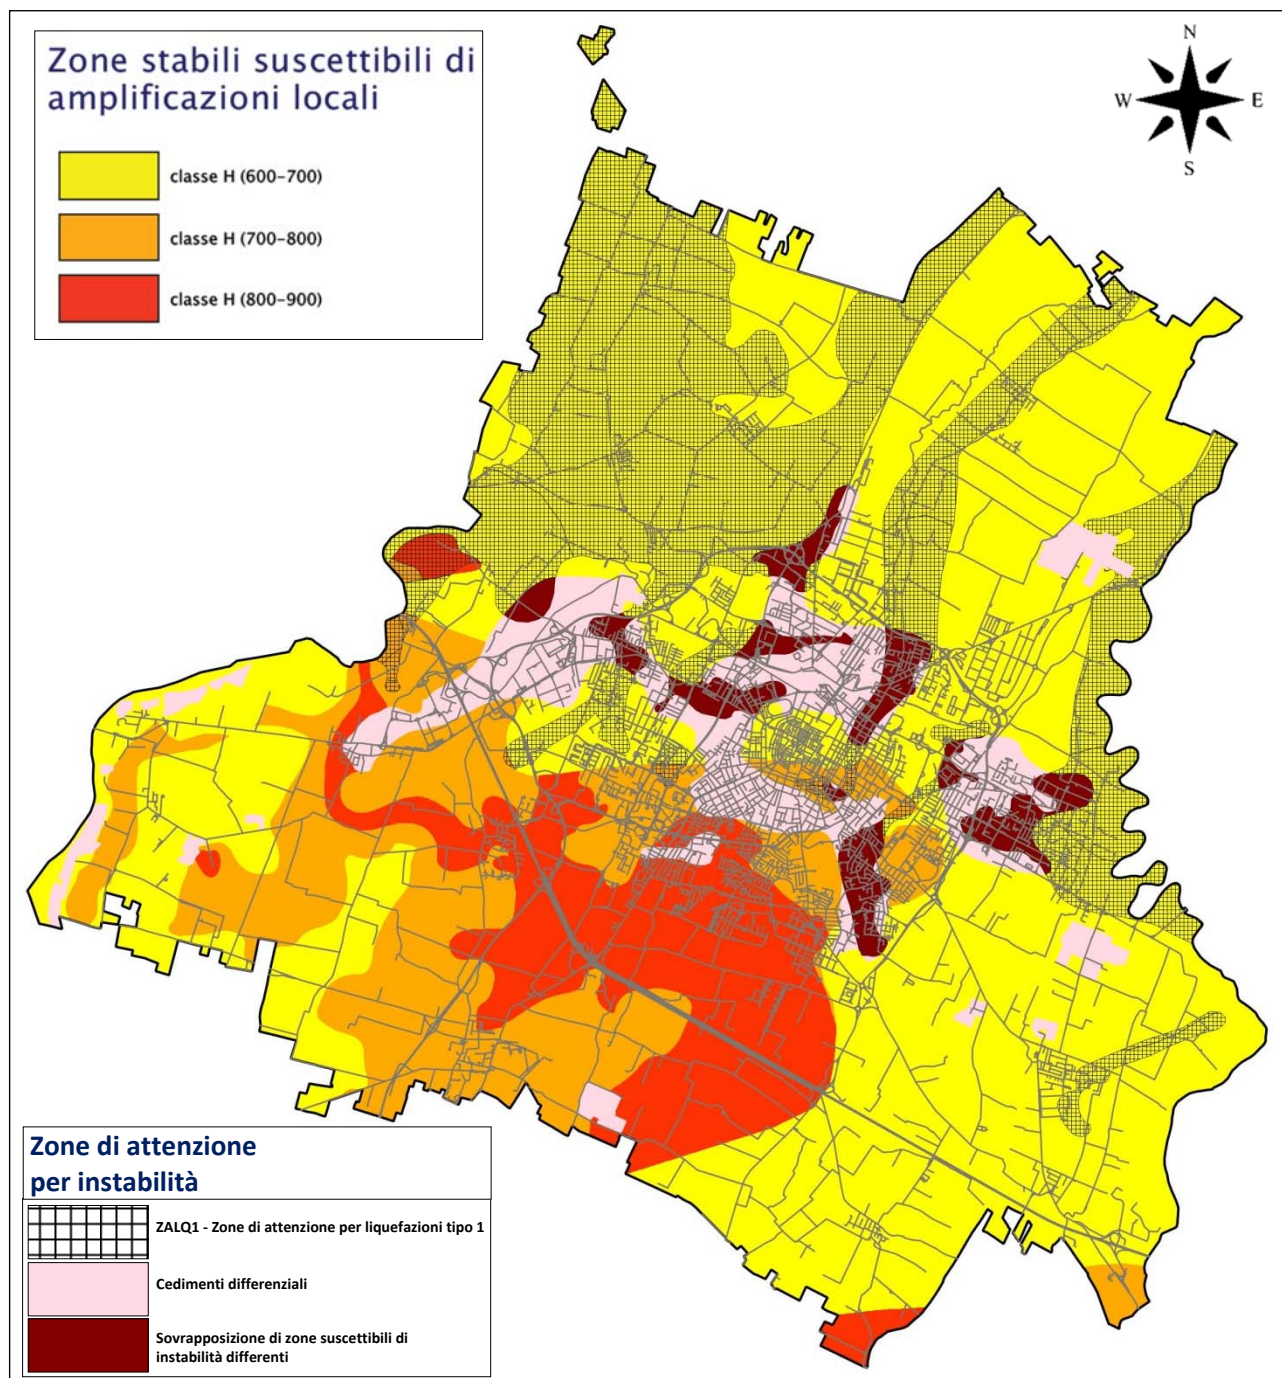 Zone stabili suscettibili di
amplificazioni locali
classe H (600-700)
classe H (700-800)
classe H (800-900)
N
W
E
S
Zone di attenzione
per instabilità
ZALQ1 - Zone di attenzione per liquefazioni tipo 1
Cedimenti differenziali
Sovrapposizione di zone suscettibili di
instabilità differenti